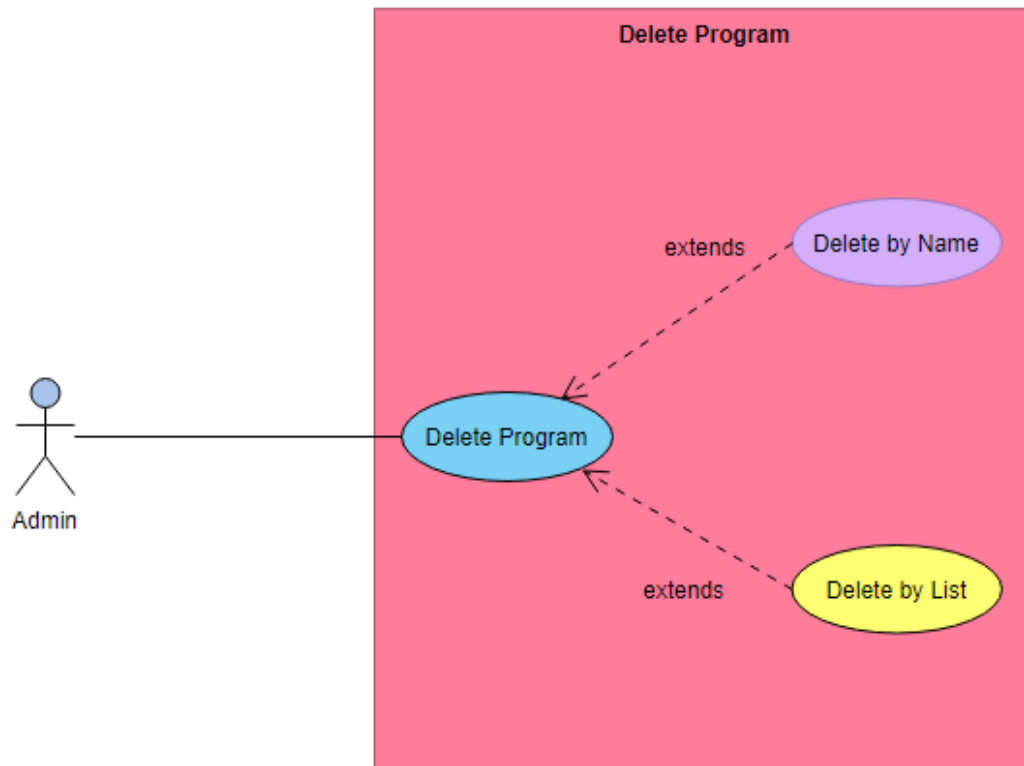 Delete Program
Delete by Name
extends
Delete Program
Admin
extends
Delete by List